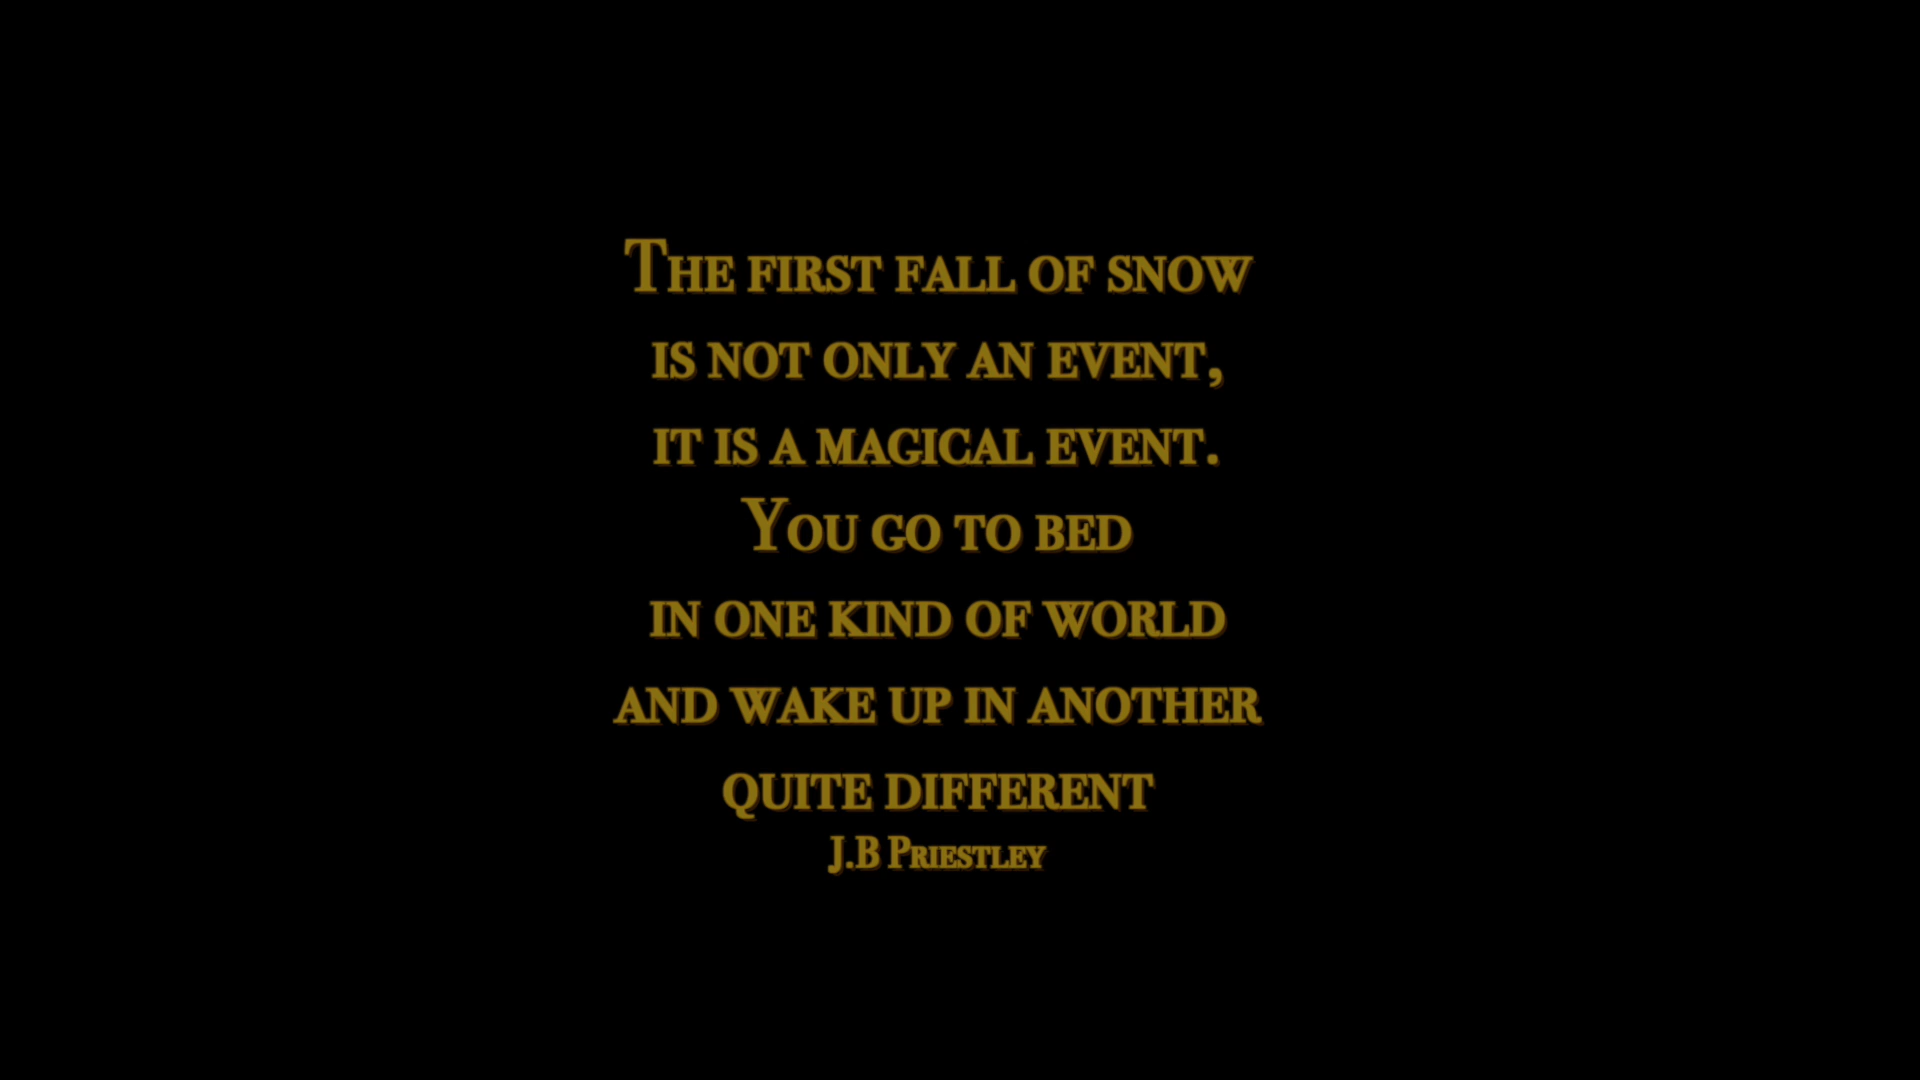 The first fall of snow
is not only an event,
it is a magical event.
You go to bed
in one kind of world
and wake up in another
quite different
J.B Priestley